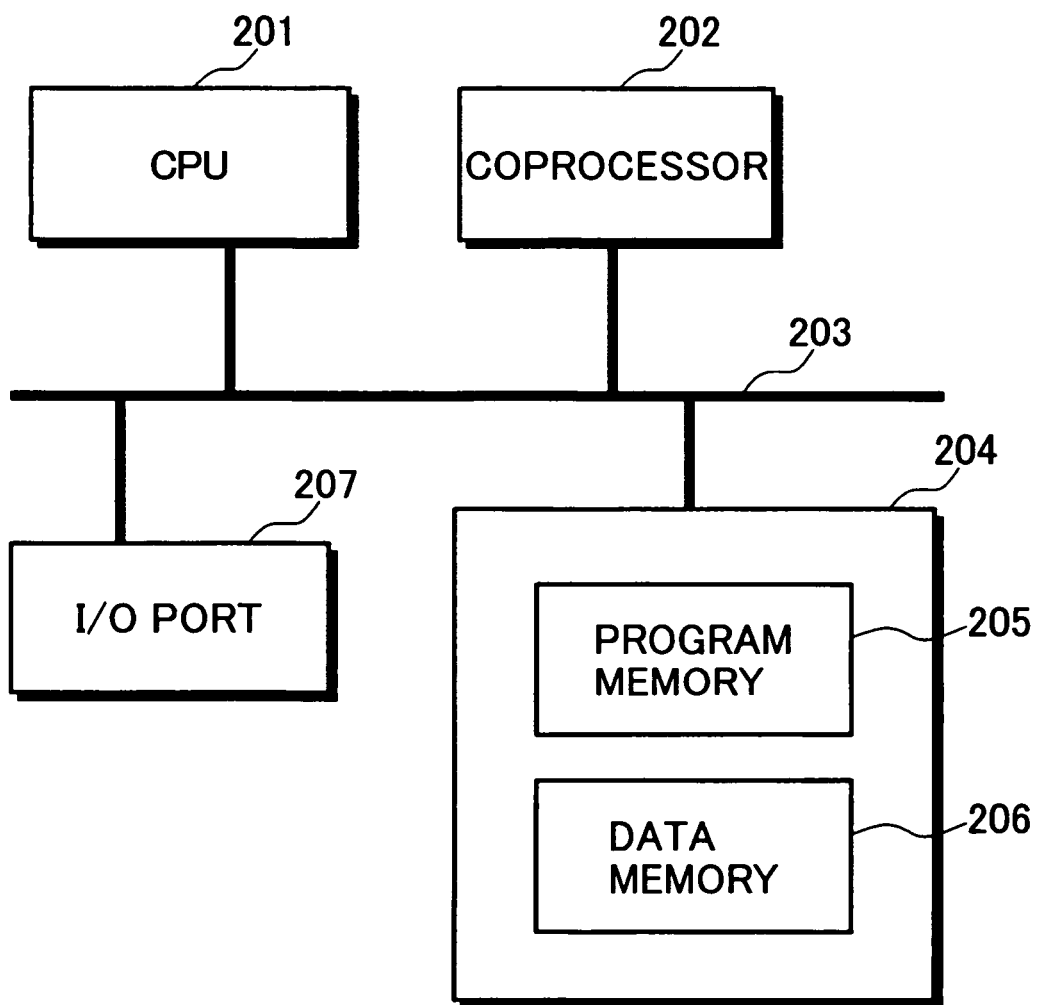 201
202
CPU
COPROCESSOR
203
204
207
I/O PORT
PROGRAM
MEMORY
205
DATA
MEMORY
206